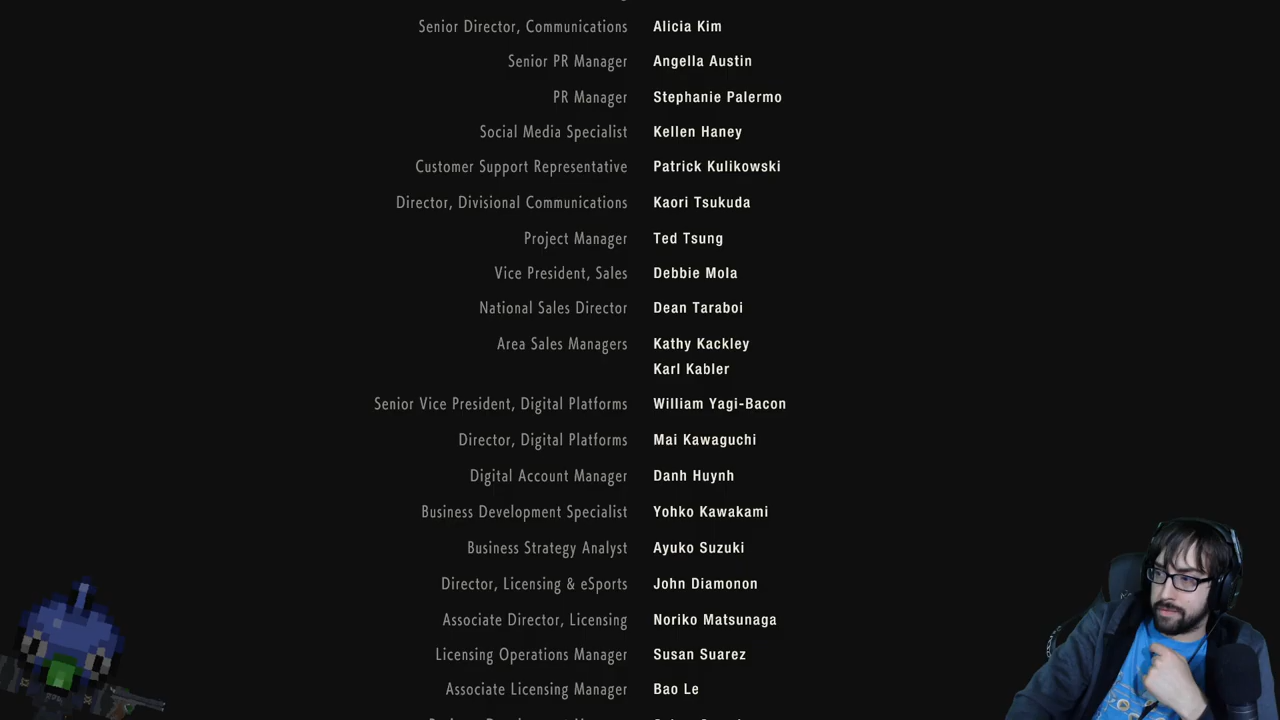 Senior Director, Communications Alicia Kim
Senior PR Manager Angella Austin
PR Manager Stephanie Palermo
Social Media Specialist Kellen Haney
Customer Support Representative Patrick Kulikowski
Director, Divisional Communications Kaori Tsukuda
Project Manager Ted Tsung
Vice President, Sales Debbie Mola
National Sales Director Dean Taraboi
Area Sales Managers Kathy Kackley
Karl Kabler
Senior Vice President, Digital Platforms William Yagi-Bacon
Director, Digital Platforms Mai Kawaguchi
Digital Account Manager Danh Huynh
Business Development Specialist Yohko Kawakami
Business Strategy Analyst Ayuko Suzuki
Director, Licensing & eSports John Diamonon
Associate Director, Licensing Noriko Matsunaga
Licensing Operations Manager Susan Suarez
Associate Licensing Manager Bao Le